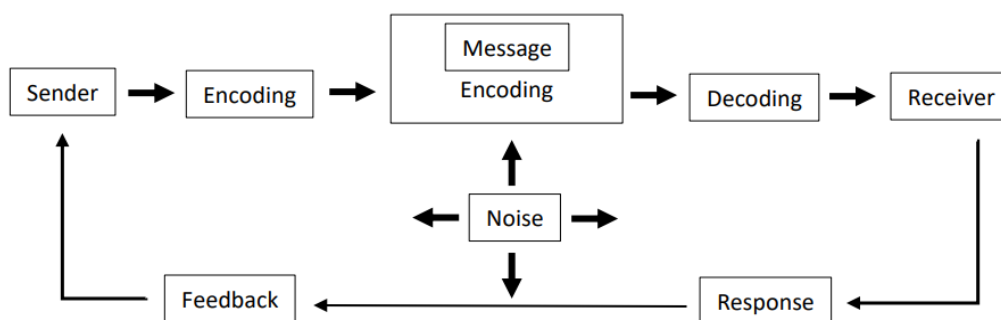 Message
Sender
Encoding
Encoding
Decoding
Receiver
Noise
Feedback
Response